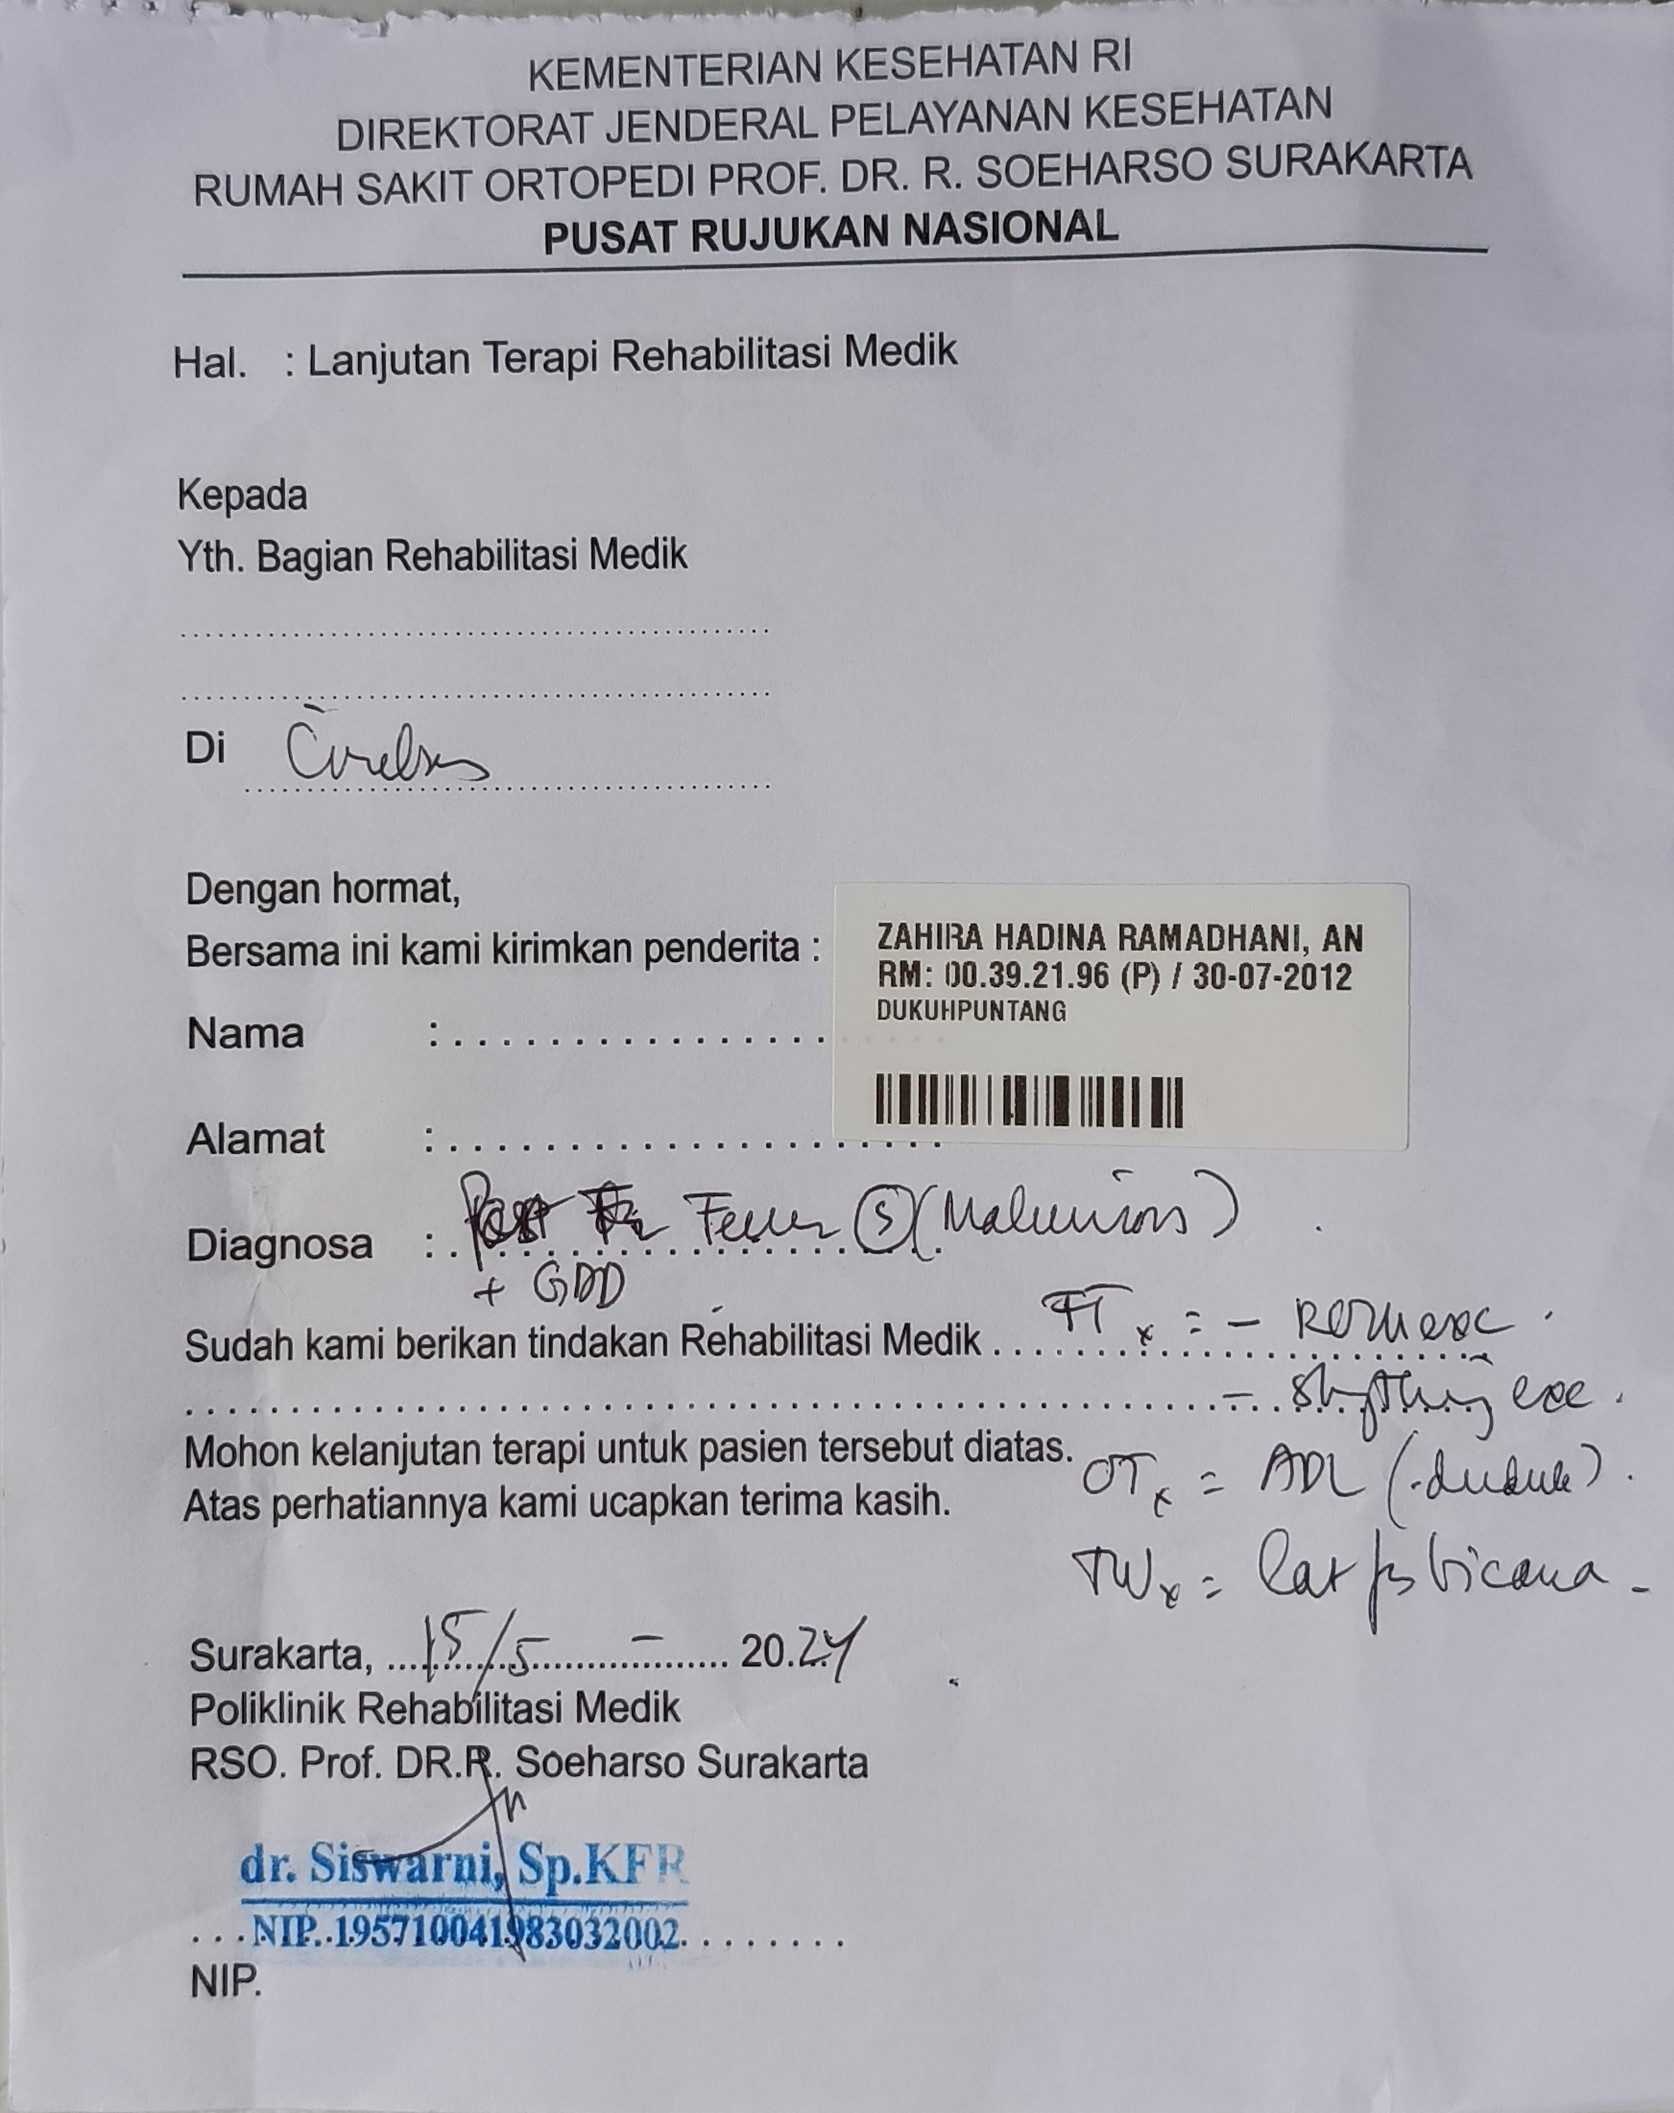 KEMENTERIAN KESEHATAN RI
DIREKTORAT JENDERAL PELAYANAN KESEHATAN
RUMAH SAKIT ORTOPEDI PROF. DR. R. SOEHARSO SURAKARTA
PUSAT RUJUKAN NASIONAL
Hal. : Lanjutan Terapi Rehabilitasi Medik
Kepada
Yth. Bagian Rehabilitasi Medik
Di
Dengan hormat,
Bersama ini kami kirimkan penderita :
ZAHIRA HADINA RAMADHANI, AN
RM: 00.39.21.96 (P) / 30-07-2012
DUKUHPUNTANG
Nama :
Alamat :
Diagnosa : Post Femur (S) (Malunion)
+ GDD
Sudah kami berikan tindakan Rehabilitasi Medik FTx = -
- exc.
Mohon kelanjutan terapi untuk pasien tersebut diatas.
OTx = ADL (duduk).
Atas perhatiannya kami ucapkan terima kasih.
TWx = lat bicara -
Surakarta, 15/5 - 20.24
Poliklinik Rehabilitasi Medik
RSO. Prof. DR.R. Soeharso Surakarta
dr. Siswarni, Sp.KFR
NIP. 195710041983032002
NIP.